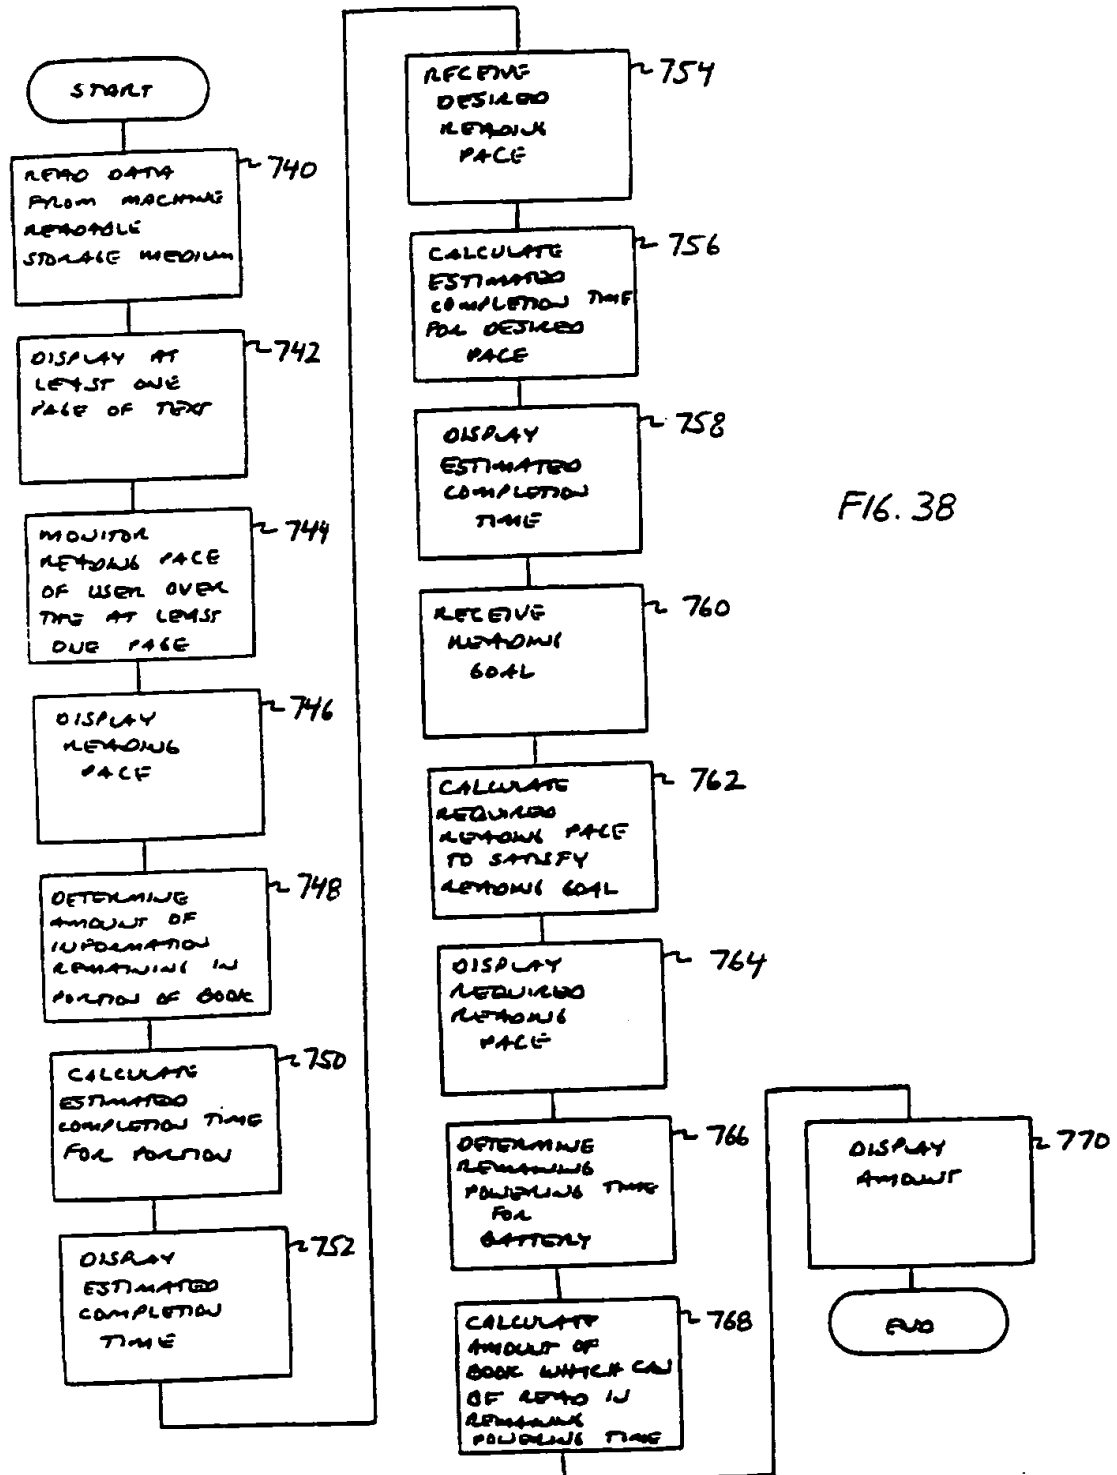 START
740
READ DATA
FROM MACHINE
READABLE
STORAGE MEDIUM
742
DISPLAY AT
LEAST ONE
PAGE OF TEXT
744
MONITOR
READING PACE
OF USER OVER
THE AT LEAST
ONE PAGE
746
DISPLAY
READING
PACE
748
DETERMINE
AMOUNT OF
INFORMATION
REMAINING IN
PORTION OF BOOK
750
CALCULATE
ESTIMATED
COMPLETION TIME
FOR PORTION
752
DISPLAY
ESTIMATED
COMPLETION
TIME
754
RECEIVE
DESIRED
READING
PACE
756
CALCULATE
ESTIMATED
COMPLETION TIME
FOR DESIRED
PACE
758
DISPLAY
ESTIMATED
COMPLETION
TIME
760
RECEIVE
READING
GOAL
762
CALCULATE
REQUIRED
READING PACE
TO SATISFY
READING GOAL
764
DISPLAY
REQUIRED
READING
PACE
766
DETERMINE
REMAINING
POWERING TIME
FOR
BATTERY
768
CALCULATE
AMOUNT OF
BOOK WHICH CAN
BE READ IN
REMAINING
POWERING TIME
770
DISPLAY
AMOUNT
END
FIG. 38